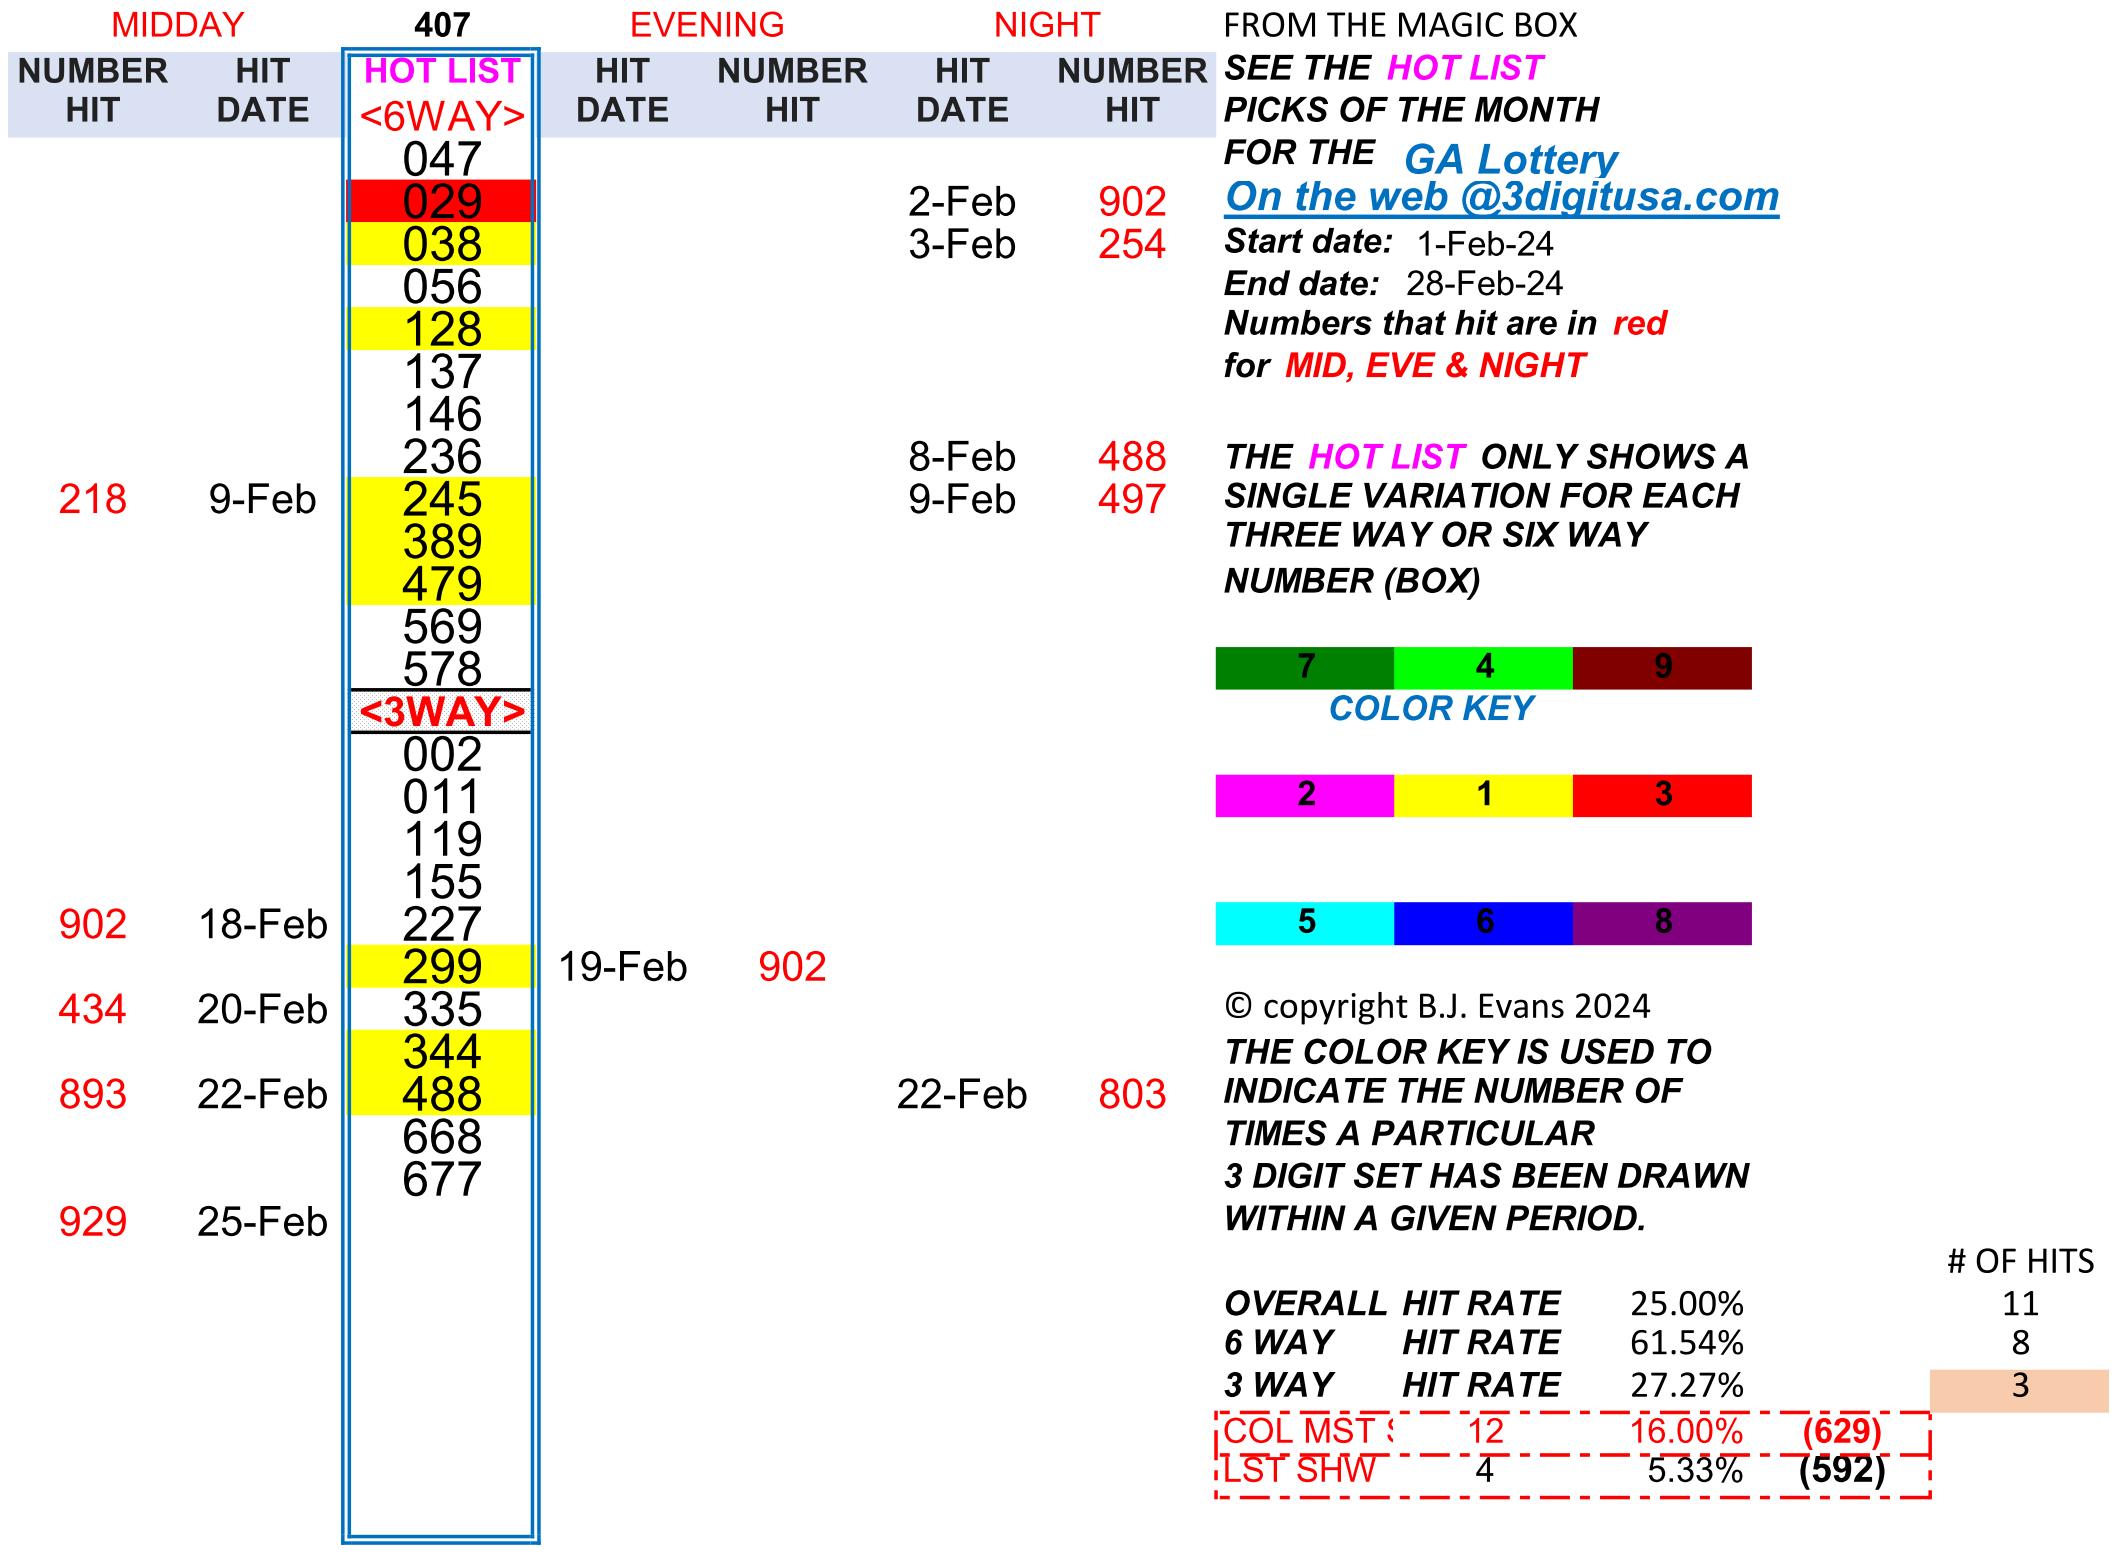 MIDDAY 407 EVENING NIGHT FROM THE MAGIC BOX
NUMBER HIT HOT LIST HIT NUMBER HIT NUMBER SEE THE HOT LIST
HIT DATE <6WAY> DATE HIT DATE HIT PICKS OF THE MONTH
047 FOR THE GA Lottery
029 2-Feb 902 On the web @3digitusa.com
038 3-Feb 254 Start date: 1-Feb-24
056 End date: 28-Feb-24
128 Numbers that hit are in red
137 for MID, EVE & NIGHT
146
236 8-Feb 488 THE HOT LIST ONLY SHOWS A
218 9-Feb 245 9-Feb 497 SINGLE VARIATION FOR EACH
389 THREE WAY OR SIX WAY
479 NUMBER (BOX)
569
578 7 4 9
<3WAY> COLOR KEY
002
011 2 1 3
119
155
902 18-Feb 227 5 6 8
299 19-Feb 902
434 20-Feb 335 © copyright B.J. Evans 2024
344 THE COLOR KEY IS USED TO
893 22-Feb 488 22-Feb 803 INDICATE THE NUMBER OF
668 TIMES A PARTICULAR
677 3 DIGIT SET HAS BEEN DRAWN
929 25-Feb WITHIN A GIVEN PERIOD.
# OF HITS
OVERALL HIT RATE 25.00% 11
6 WAY HIT RATE 61.54% 8
3 WAY HIT RATE 27.27% 3
COL MST 12 16.00% (629)
LST SHW 4 5.33% (592)